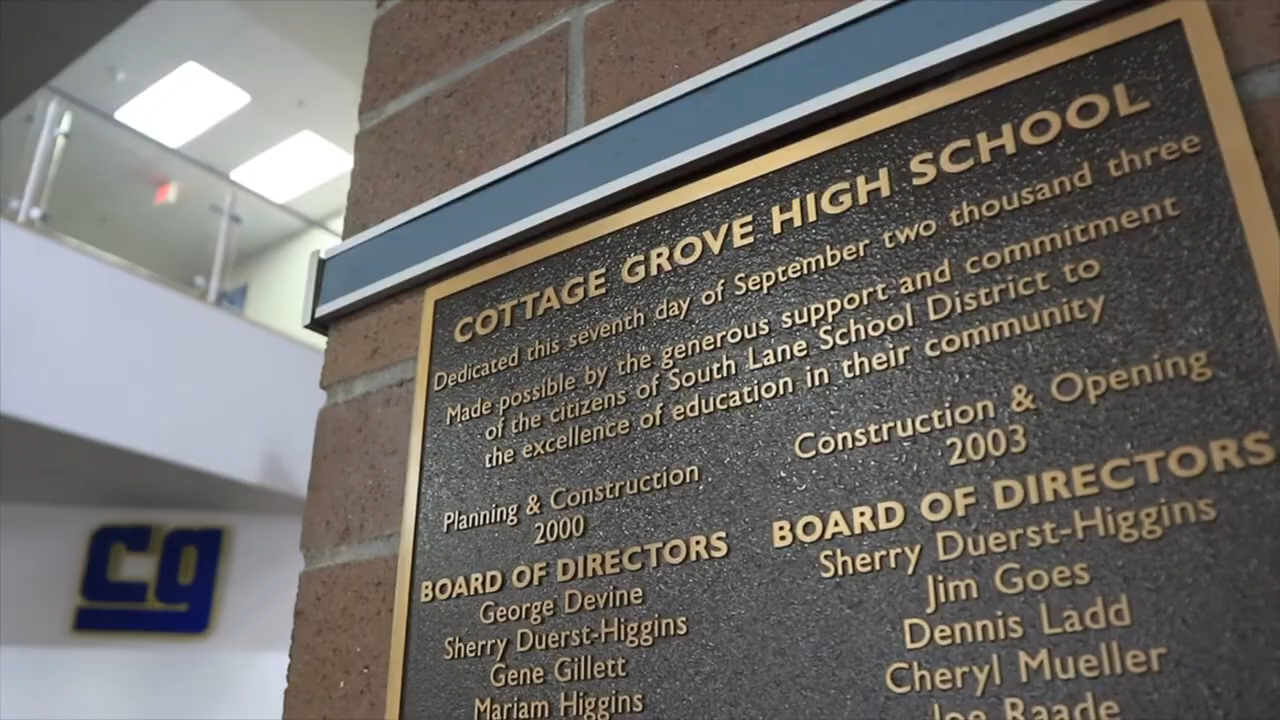 COTTAGE GROVE HIGH SCHOOL
Dedicated this seventh day of September two thousand three
Made possible by the generous support and commitment
of the citizens of South Lane School District to
the excellence of education in their community
Planning & Construction
2000
BOARD OF DIRECTORS
George Devine
Sherry Duerst-Higgins
Gene Gillett
Mariam Higgins
Construction & Opening
2003
BOARD OF DIRECTORS
Sherry Duerst-Higgins
Jim Goes
Dennis Ladd
Cheryl Mueller
Joe Raade
cg